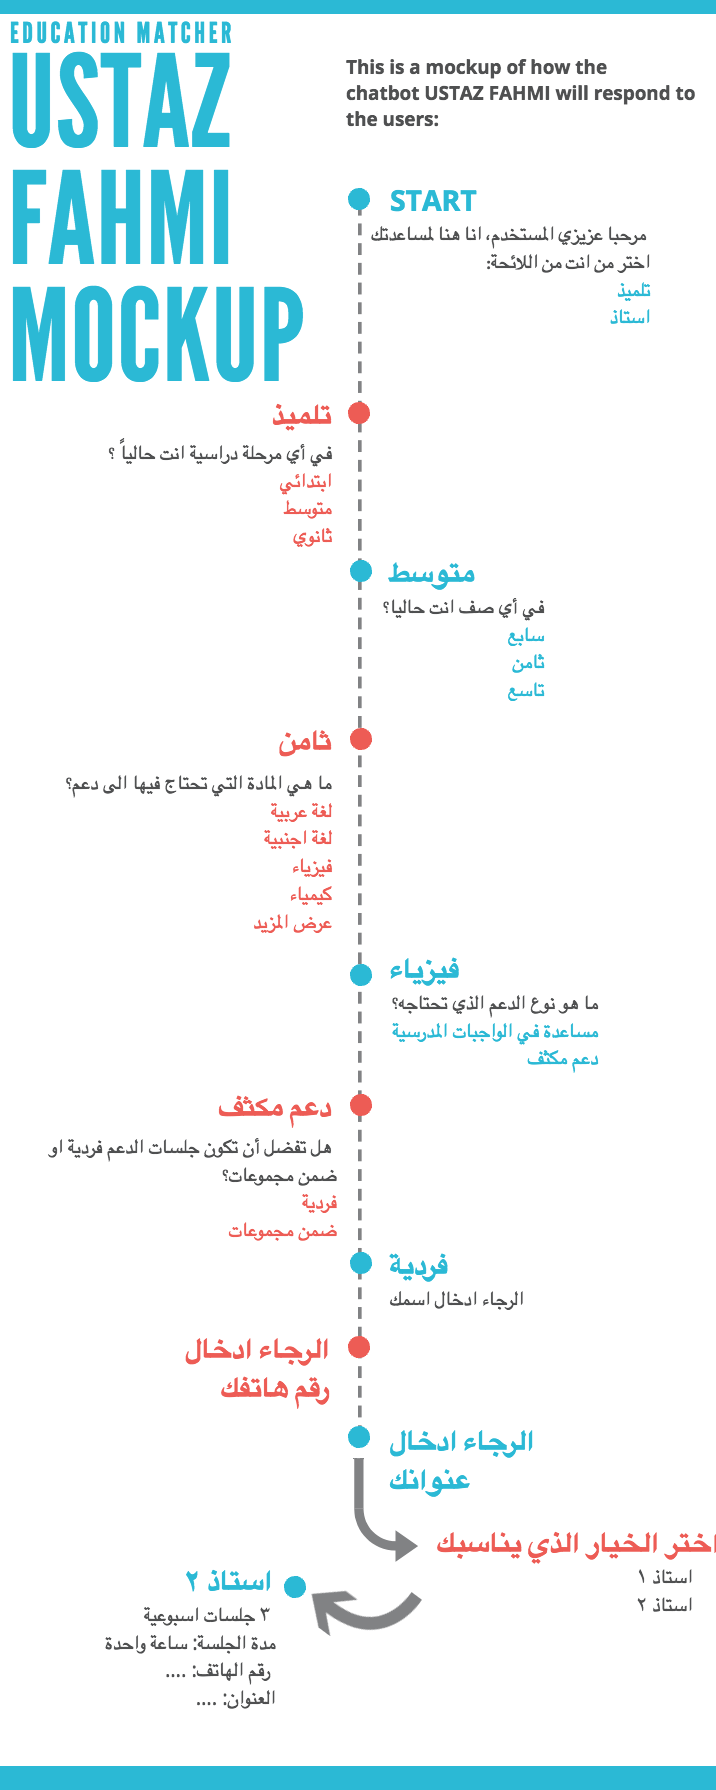 EDUCATION MATCHER
USTAZ
FAHMI
MOCKUP
This is a mockup of how the
chatbot USTAZ FAHMI will respond to
the users:
START
مرحبا عزيزي المستخدم، انا هنا لمساعدتك
اختر من انت من اللائحة:
تلميذ
استاذ
تلميذ
في أي مرحلة دراسية انت حالياً ؟
ابتدائي
متوسط
ثانوي
متوسط
في أي صف انت حاليا؟
سابع
ثامن
تاسع
ثامن
ما هي المادة التي تحتاج فيها الى دعم؟
لغة عربية
لغة اجنبية
فيزياء
كيمياء
عرض المزيد
فيزياء
ما هو نوع الدعم الذي تحتاجه؟
مساعدة في الواجبات المدرسية
دعم مكثف
دعم مكثف
هل تفضل أن تكون جلسات الدعم فردية او
ضمن مجموعات؟
فردية
ضمن مجموعات
فردية
الرجاء ادخال اسمك
الرجاء ادخال
رقم هاتفك
الرجاء ادخال
عنوانك
اختر الخيار الذي يناسبك
استاذ ١
استاذ ٢
استاذ ٢
٣ جلسات اسبوعية
مدة الجلسة: ساعة واحدة
رقم الهاتف: ....
العنوان: ....